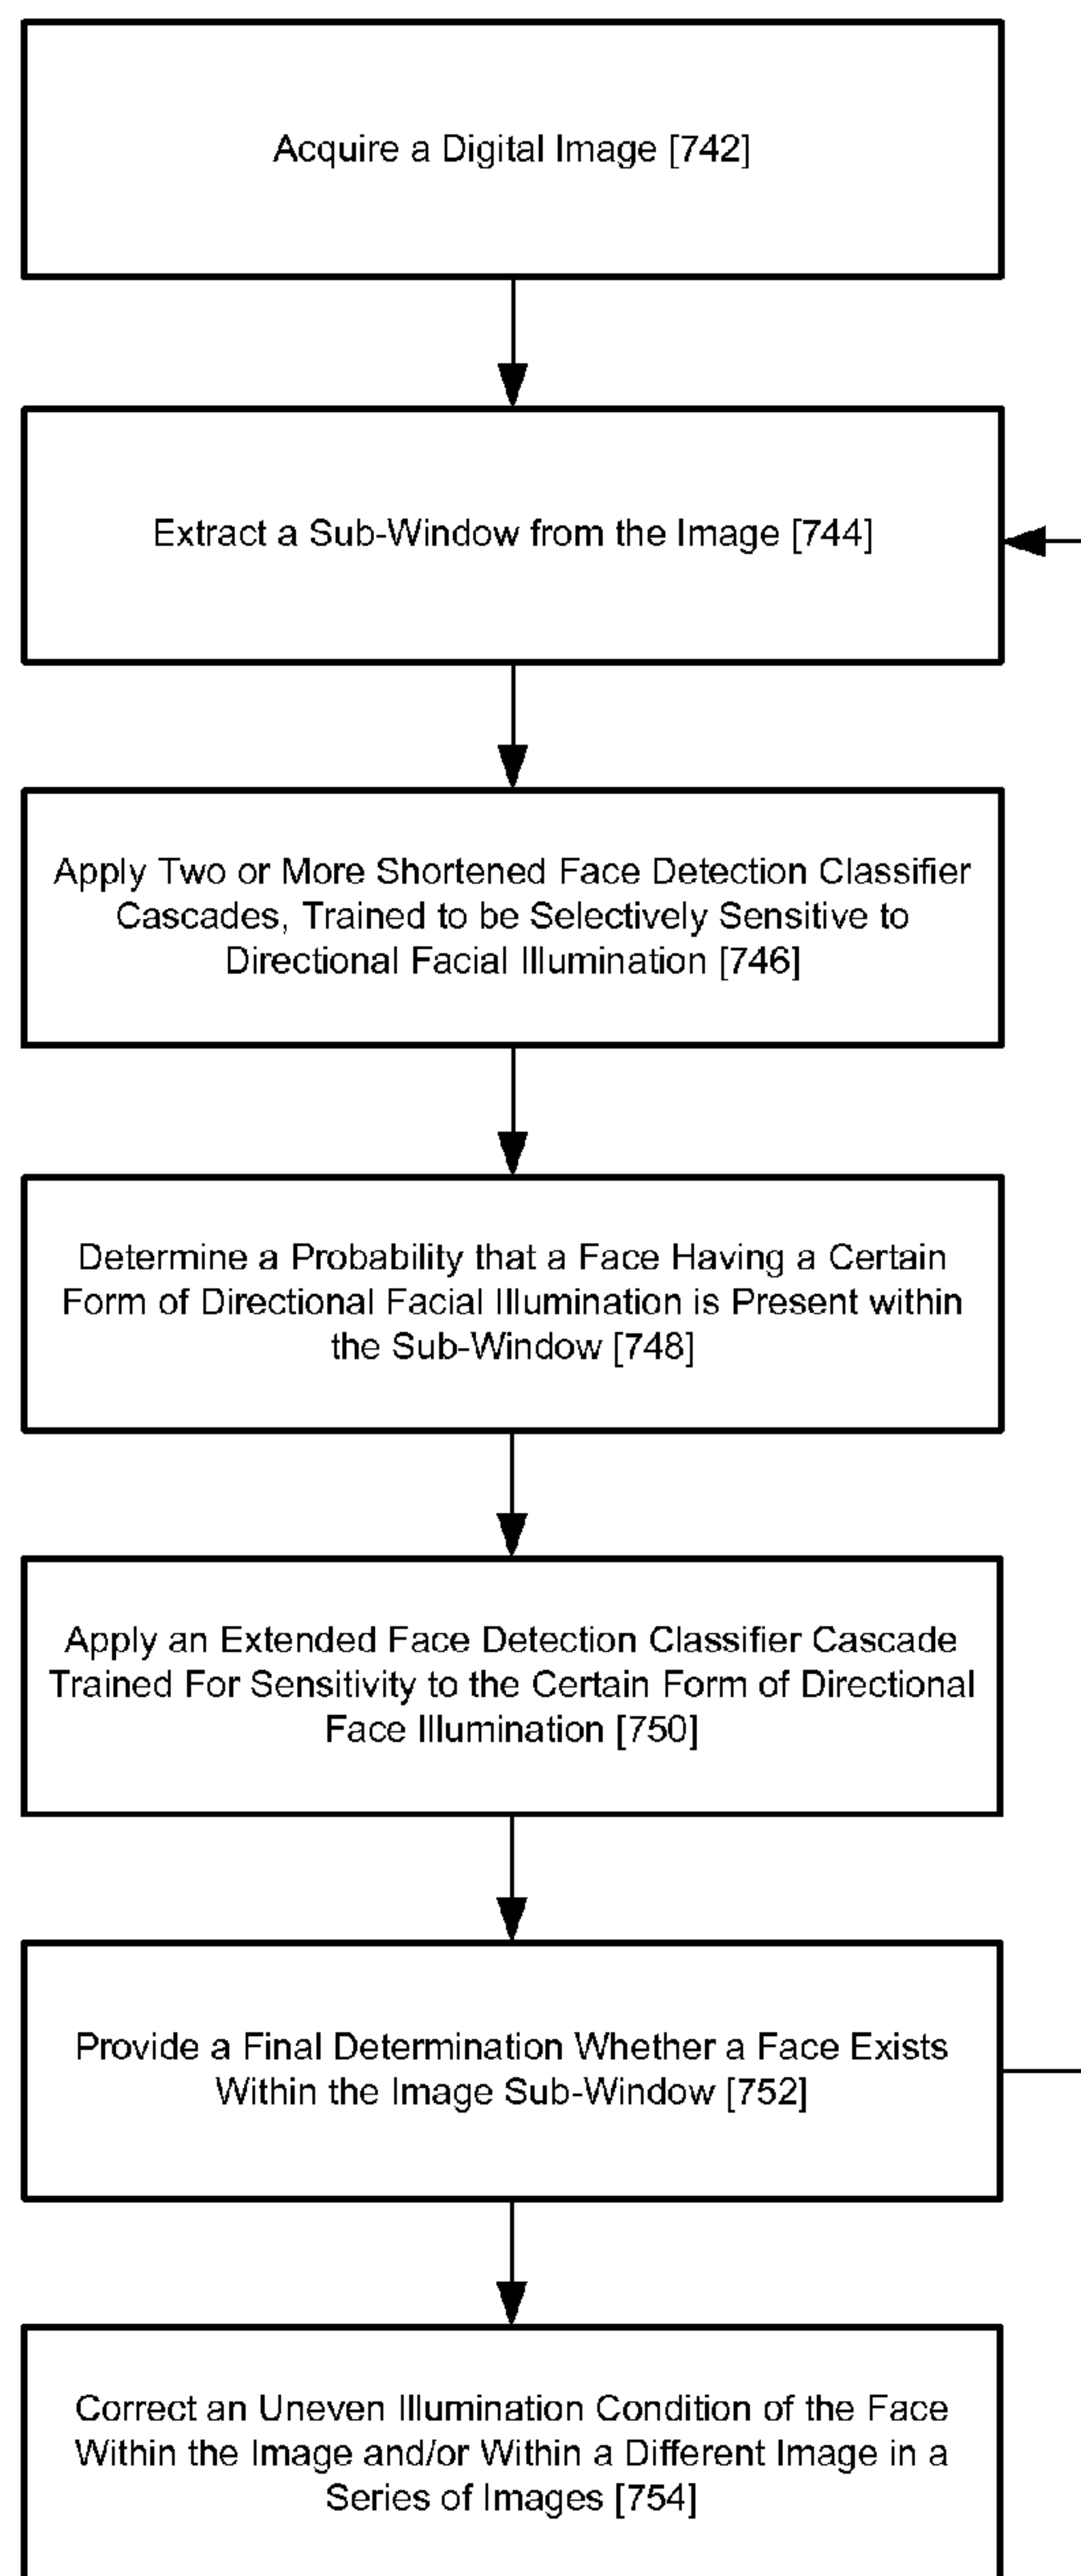 Acquire a Digital Image [742]
Extract a Sub-Window from the Image [744]
Apply Two or More Shortened Face Detection Classifier
Cascades, Trained to be Selectively Sensitive to
Directional Facial Illumination [746]
Determine a Probability that a Face Having a Certain
Form of Directional Facial Illumination is Present within
the Sub-Window [748]
Apply an Extended Face Detection Classifier Cascade
Trained For Sensitivity to the Certain Form of Directional
Face Illumination [750]
Provide a Final Determination Whether a Face Exists
Within the Image Sub-Window [752]
Correct an Uneven Illumination Condition of the Face
Within the Image and/or Within a Different Image in a
Series of Images [754]